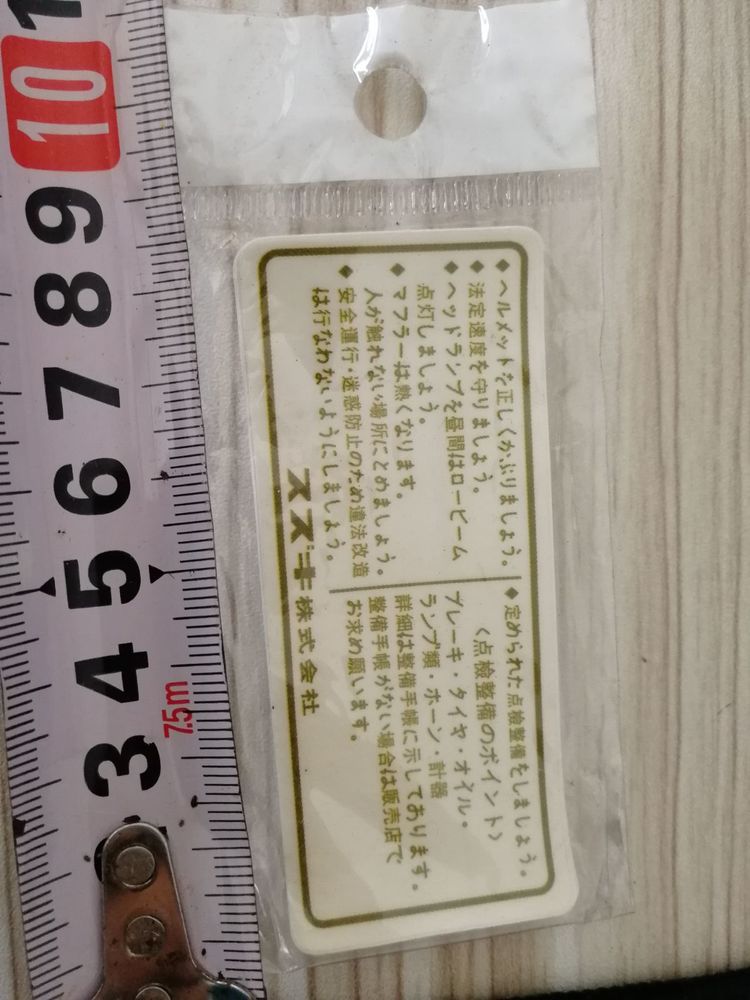 ◆ヘルメットを正しくかぶりましょう。
◆法定速度を守りましょう。
◆ヘッドランプを昼間はロービーム
点灯しましょう。
◆マフラーは熱くなります。
人が触れない場所にとめましょう。
◆安全運行・迷惑防止のため違法改造
は行なわないようにしましょう。
◆定められた点検整備をしましょう。
〈点検整備のポイント〉
ブレーキ・タイヤ・オイル・
ランプ類・ホーン・計器
詳細は整備手帳に示してあります。
整備手帳がない場合は販売店で
お求め願います。
スズキ株式会社
10
9
8
7
6
5
4
3
7.5m